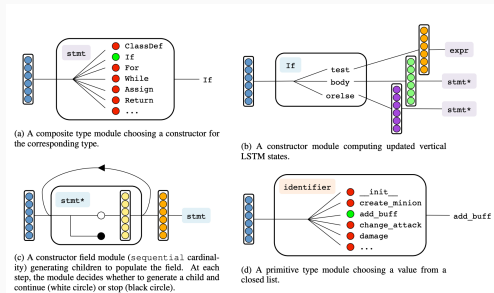 stmt
ClassDef
If
For
While
Assign
Return
...
If
(a) A composite type module choosing a constructor for
the corresponding type.
If
test
body
orelse
expr
stmt*
stmt*
(b) A constructor module computing updated vertical
LSTM states.
stmt*
stmt
(c) A constructor field module (sequential cardinal-
ity) generating children to populate the field. At each
step, the module decides whether to generate a child and
continue (white circle) or stop (black circle).
identifier
__init__
create_minion
add_buff
change_attack
damage
...
add_buff
(d) A primitive type module choosing a value from a
closed list.